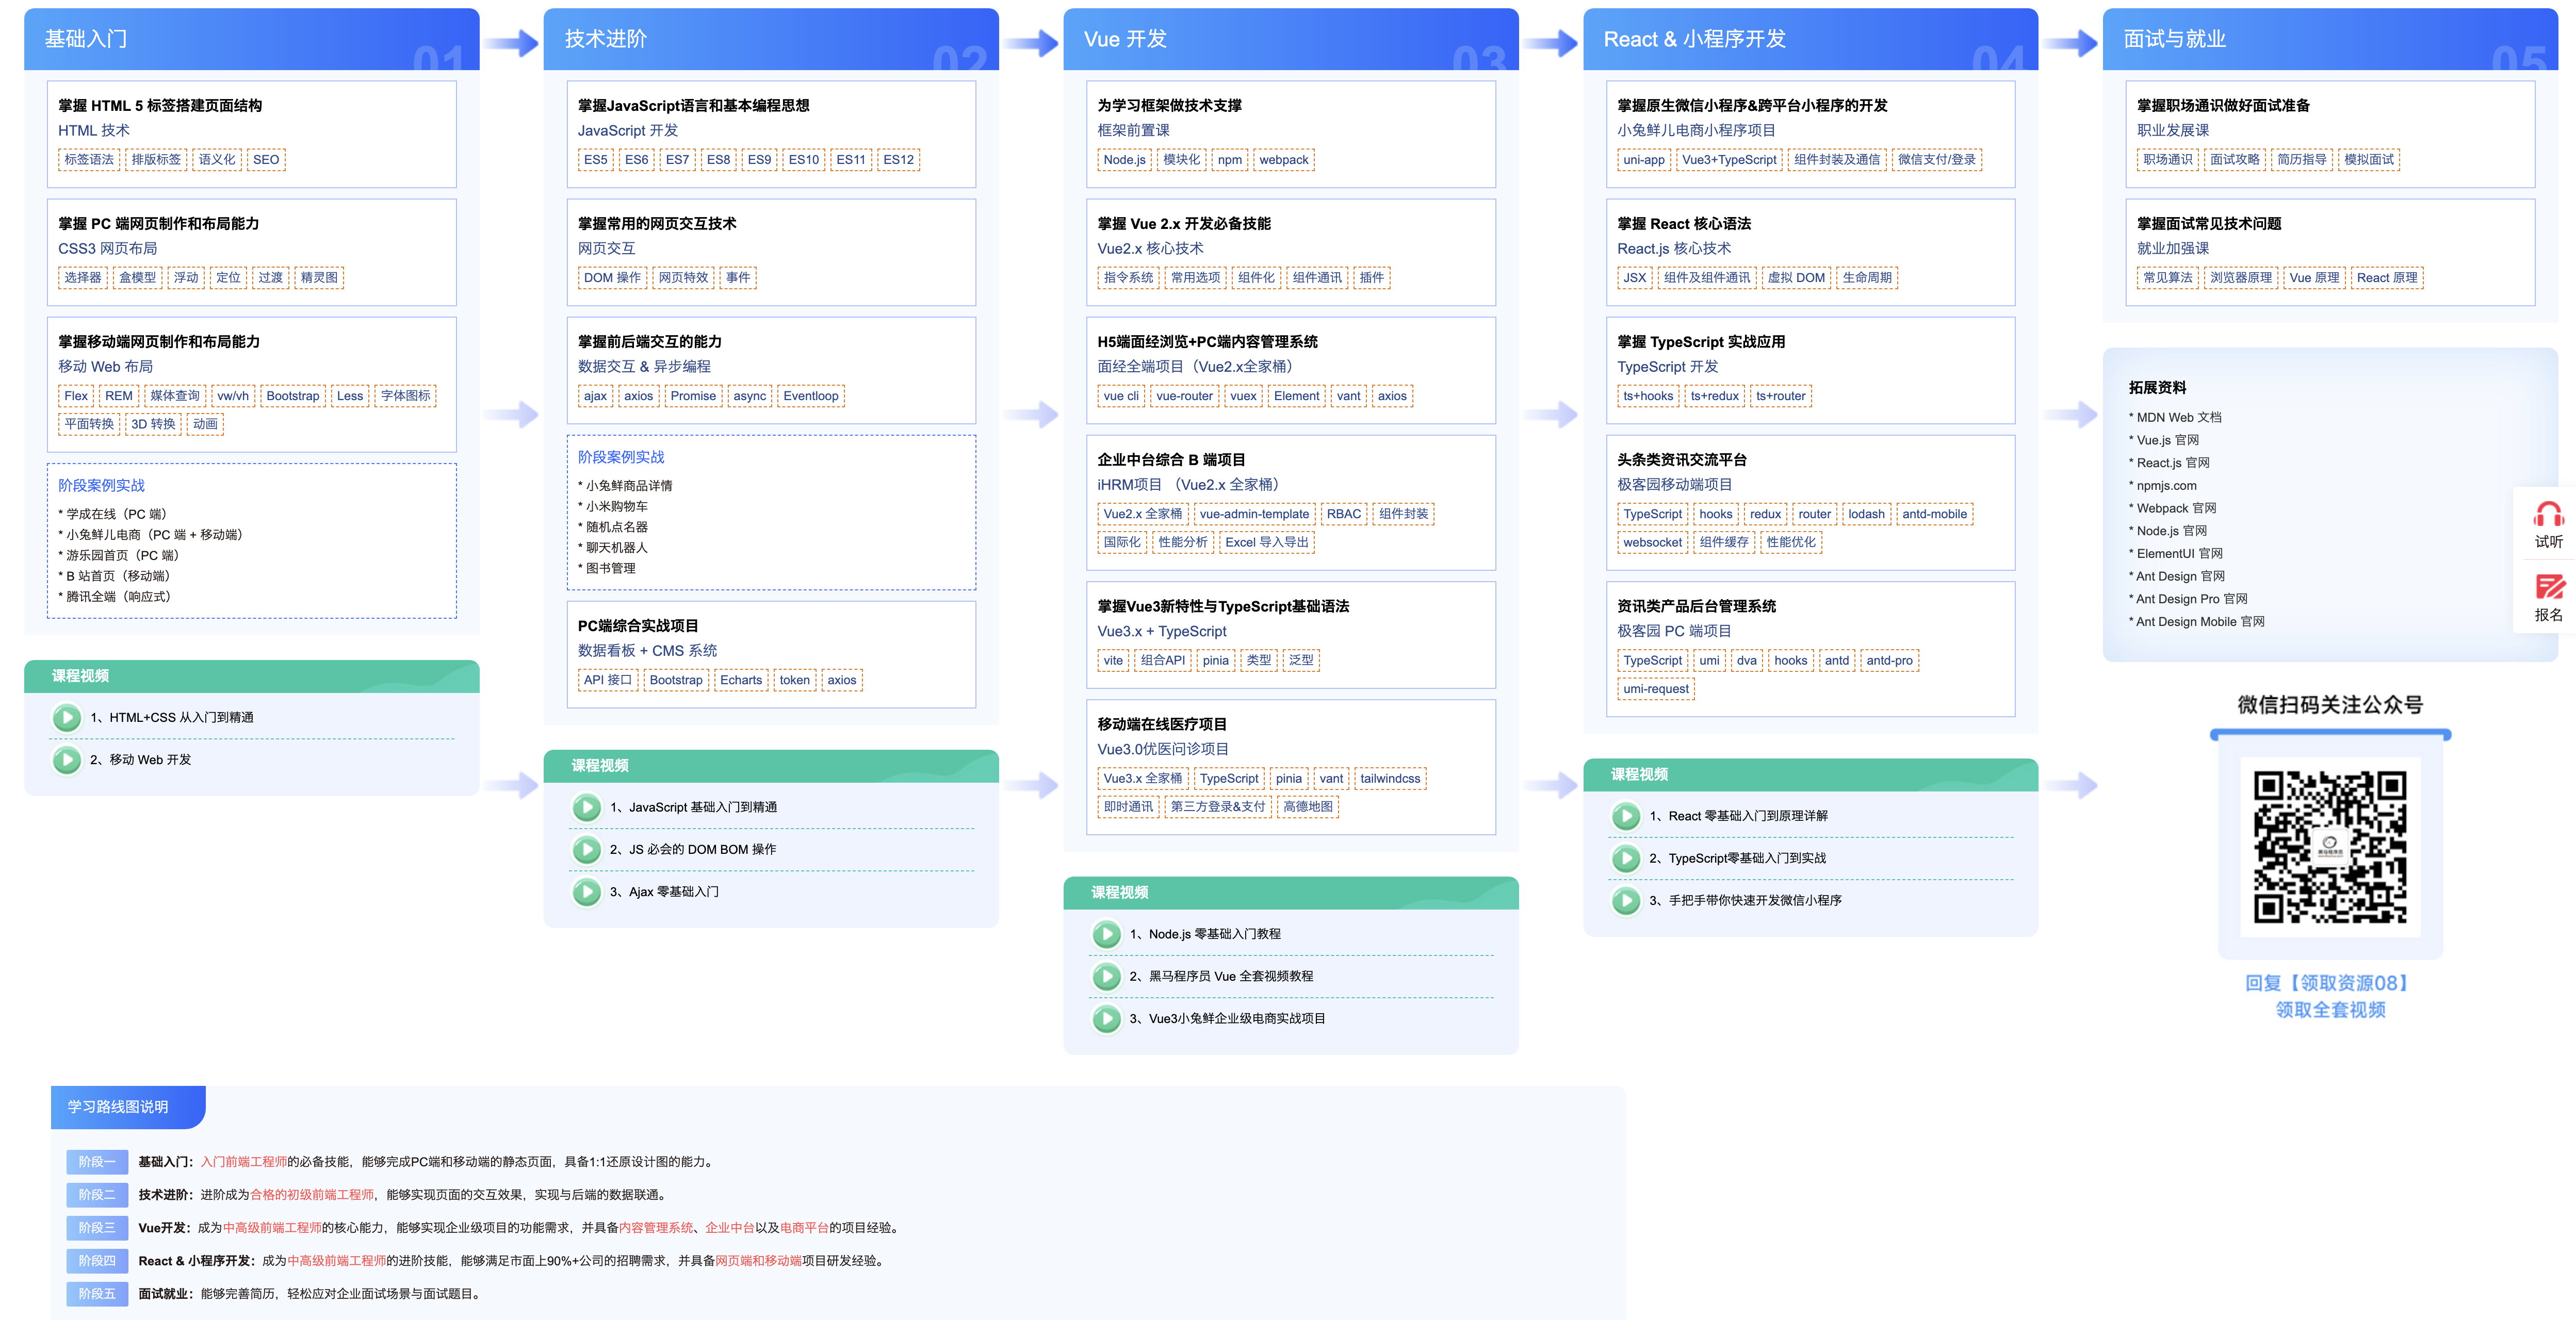 基础入门
01
掌握 HTML 5 标签搭建页面结构
HTML 技术
标签语法 排版标签 语义化 SEO
掌握 PC 端网页制作和布局能力
CSS3 网页布局
选择器 盒模型 浮动 定位 过渡 精灵图
掌握移动端网页制作和布局能力
移动 Web 布局
Flex REM 媒体查询 vw/vh Bootstrap Less 字体图标
平面转换 3D 转换 动画
阶段案例实战
* 学成在线（PC 端）
* 小兔鲜儿电商（PC 端 + 移动端）
* 游乐园首页（PC 端）
* B 站首页（移动端）
* 腾讯全端（响应式）
课程视频
1、HTML+CSS 从入门到精通
2、移动 Web 开发
技术进阶
02
掌握JavaScript语言和基本编程思想
JavaScript 开发
ES5 ES6 ES7 ES8 ES9 ES10 ES11 ES12
掌握常用的网页交互技术
网页交互
DOM 操作 网页特效 事件
掌握前后端交互的能力
数据交互 & 异步编程
ajax axios Promise async Eventloop
阶段案例实战
* 小兔鲜商品详情
* 小米购物车
* 随机点名器
* 聊天机器人
* 图书管理
PC端综合实战项目
数据看板 + CMS 系统
API 接口 Bootstrap Echarts token axios
课程视频
1、JavaScript 基础入门到精通
2、JS 必会的 DOM BOM 操作
3、Ajax 零基础入门
Vue 开发
03
为学习框架做技术支撑
框架前置课
Node.js 模块化 npm webpack
掌握 Vue 2.x 开发必备技能
Vue2.x 核心技术
指令系统 常用选项 组件化 组件通讯 插件
H5端面经浏览+PC端内容管理系统
面经全端项目（Vue2.x全家桶）
vue cli vue-router vuex Element vant axios
企业中台综合 B 端项目
iHRM项目 （Vue2.x 全家桶）
Vue2.x 全家桶 vue-admin-template RBAC 组件封装
国际化 性能分析 Excel 导入导出
掌握Vue3新特性与TypeScript基础语法
Vue3.x + TypeScript
vite 组合API pinia 类型 泛型
移动端在线医疗项目
Vue3.0优医问诊项目
Vue3.x 全家桶 TypeScript pinia vant tailwindcss
即时通讯 第三方登录&支付 高德地图
课程视频
1、Node.js 零基础入门教程
2、黑马程序员 Vue 全套视频教程
3、Vue3小兔鲜企业级电商实战项目
React & 小程序开发
04
掌握原生微信小程序&跨平台小程序的开发
小兔鲜儿电商小程序项目
uni-app Vue3+TypeScript 组件封装及通信 微信支付/登录
掌握 React 核心语法
React.js 核心技术
JSX 组件及组件通讯 虚拟 DOM 生命周期
掌握 TypeScript 实战应用
TypeScript 开发
ts+hooks ts+redux ts+router
头条类资讯交流平台
极客园移动端项目
TypeScript hooks redux router lodash antd-mobile
websocket 组件缓存 性能优化
资讯类产品后台管理系统
极客园 PC 端项目
TypeScript umi dva hooks antd antd-pro
umi-request
课程视频
1、React 零基础入门到原理详解
2、TypeScript零基础入门到实战
3、手把手带你快速开发微信小程序
面试与就业
05
掌握职场通识做好面试准备
职业发展课
职场通识 面试攻略 简历指导 模拟面试
掌握面试常见技术问题
就业加强课
常见算法 浏览器原理 Vue 原理 React 原理
拓展资料
* MDN Web 文档
* Vue.js 官网
* React.js 官网
* npmjs.com
* Webpack 官网
* Node.js 官网
* ElementUI 官网
* Ant Design 官网
* Ant Design Pro 官网
* Ant Design Mobile 官网
试听
报名
微信扫码关注公众号
回复【领取资源08】
领取全套视频
学习路线图说明
阶段一 基础入门：入门前端工程师的必备技能，能够完成PC端和移动端的静态页面，具备1:1还原设计图的能力。
阶段二 技术进阶：进阶成为合格的初级前端工程师，能够实现页面的交互效果，实现与后端的数据联通。
阶段三 Vue开发：成为中高级前端工程师的核心能力，能够实现企业级项目的功能需求，并具备内容管理系统、企业中台以及电商平台的项目经验。
阶段四 React & 小程序开发：成为中高级前端工程师的进阶技能，能够满足市面上90%+公司的招聘需求，并具备网页端和移动端项目研发经验。
阶段五 面试就业：能够完善简历，轻松应对企业面试场景与面试题目。